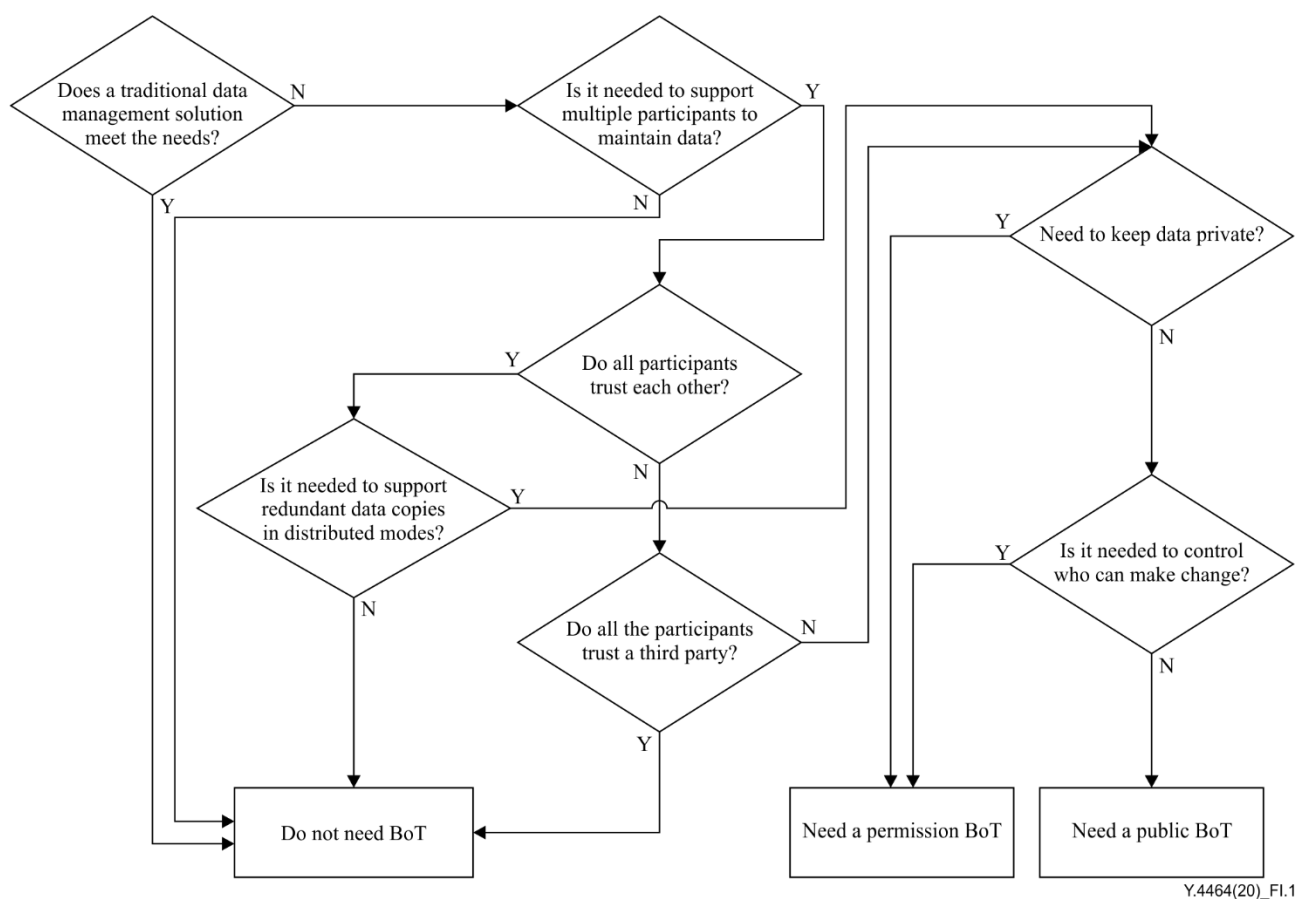 Does a traditional data
management solution
meet the needs?
N
Y
Is it needed to support
multiple participants to
maintain data?
Y
N
Need to keep data private?
Y
N
Do all participants
trust each other?
Y
N
Is it needed to support
redundant data copies
in distributed modes?
Y
N
Is it needed to control
who can make change?
Y
N
Do all the participants
trust a third party?
N
Y
Do not need BoT
Need a permission BoT
Need a public BoT
Y.4464(20)_FI.1